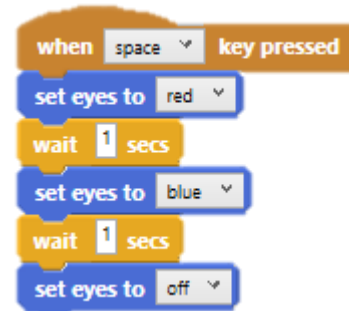 when space key pressed
set eyes to red
wait 1 secs
set eyes to blue
wait 1 secs
set eyes to off